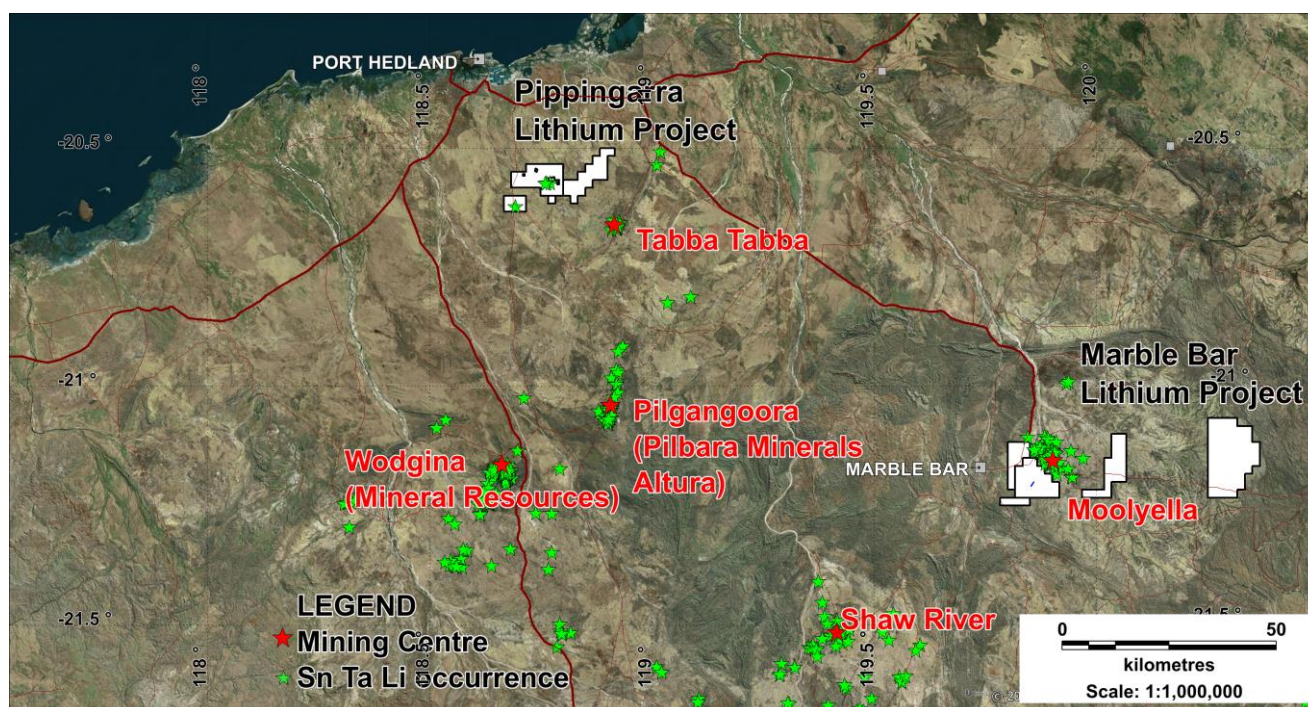 PORT HEDLAND
118 °
118.5 °
119 °
119.5 °
120 °
Pippingarra
Lithium Project
-20.5 °
-20.5 °
Tabba Tabba
-21 °
-21 °
Marble Bar
Lithium Project
Pilgangoora
(Pilbara Minerals
Altura)
Wodgina
(Mineral Resources)
MARBLE BAR
Moolyella
-21.5 °
-21.5 °
Shaw River
LEGEND
Mining Centre
Sn Ta Li occurrence
118 °
118.5 °
119 °
119.5 °
0 50
kilometres
Scale: 1:1,000,000